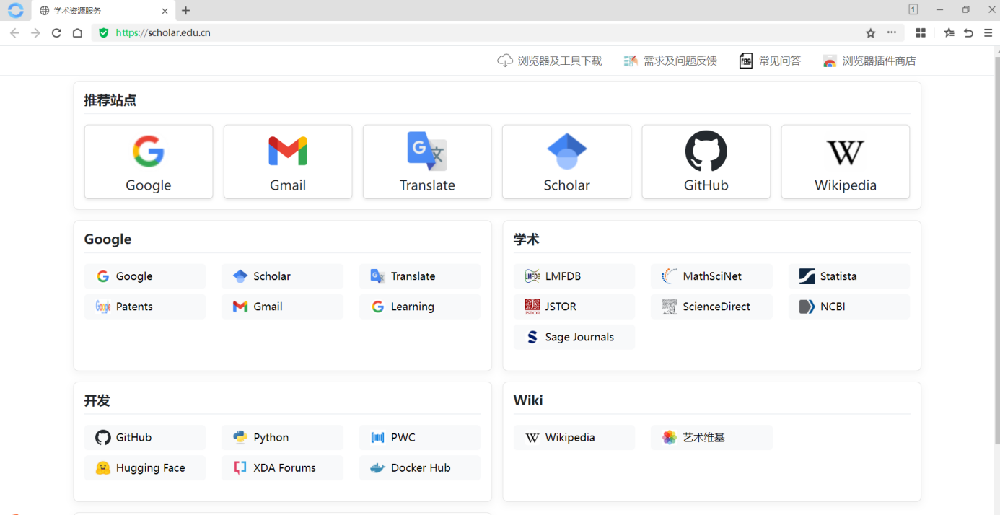 学术资源服务
1
https://scholar.edu.cn
浏览器及工具下载 需求及问题反馈 FAQ 常见问答 浏览器插件商店
推荐站点
Google Gmail Translate Scholar GitHub Wikipedia
Google
Google Scholar Translate
Patents Gmail Learning
学术
LMFDB LMFDB MathSciNet Statista
JSTOR JSTOR ScienceDirect NCBI
Sage Journals
开发
GitHub Python PWC
Hugging Face XDA Forums Docker Hub
Wiki
Wikipedia 艺术维基